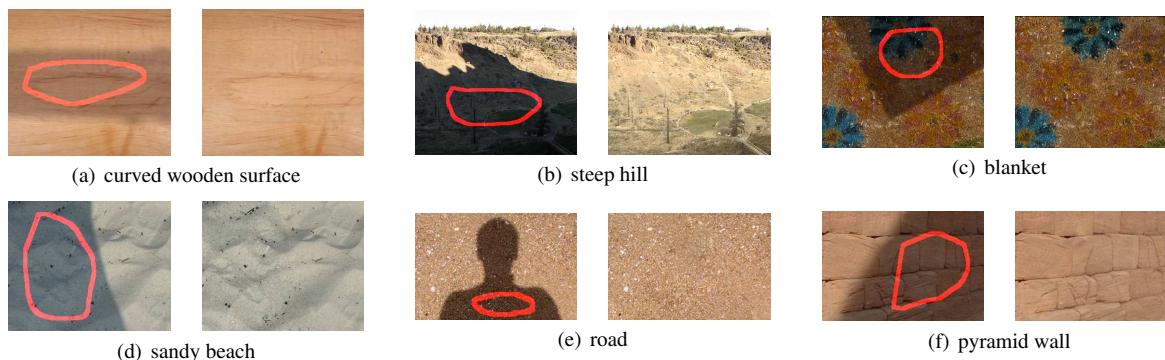 (a) curved wooden surface
(b) steep hill
(c) blanket
(d) sandy beach
(e) road
(f) pyramid wall